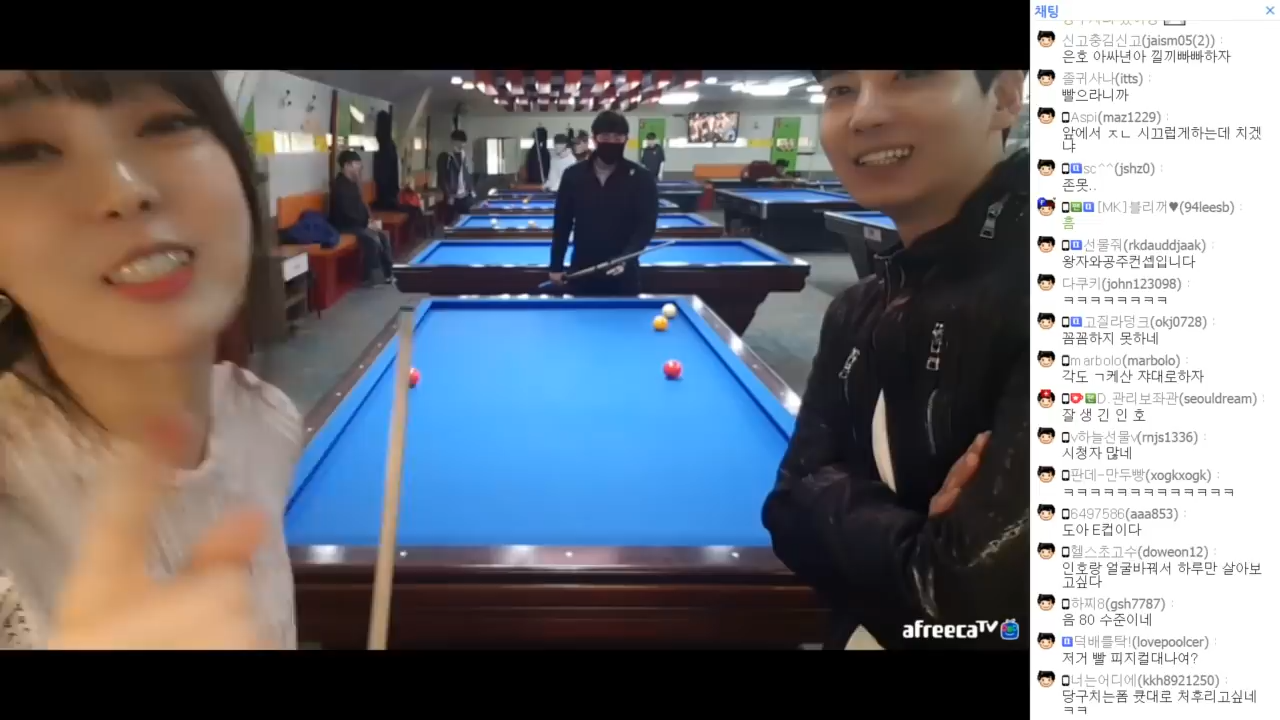 채팅
신고충김신고(jaism05(2)) :
은호 아싸년아 낄끼빠빠하자
졸귀사나(itts) :
빨으라니까
Aspi(maz1229) :
앞에서 ㅈㄴ 시끄럽게하는데 치겠
냐
sc^^(jshz0) :
존못..
[MK]블리꺼♥(94leesb) :
흠
선물줘(rkdauddjaak) :
왕자와공주컨셉입니다
다쿠키(john123098) :
ㅋㅋㅋㅋㅋㅋㅋㅋ
고질라덩크(okj0728) :
꼼꼼하지 못하네
marbolo(marbolo) :
각도 ㄱ케산 쟈대로하자
D.관리보좌관(seouldream) :
잘 생 긴 인 호
v하늘선물v(rnjs1336) :
시청자 많네
판데-만두빵(xogkxogk) :
ㅋㅋㅋㅋㅋㅋㅋㅋㅋㅋㅋㅋㅋ
6497586(aaa853) :
도아 E컵이다
헬스초고수(doweon12) :
인호랑 얼굴바꿔서 하루만 살아보
고싶다
하찌8(gsh7787) :
음 80 수준이네
덕배를탁!(lovepoolcer) :
저거 빨 피지컬대나여?
너는어디에(kkh8921250) :
당구치는폼 큣대로 쳐후리고싶네
ㅋㅋ
afreecaTV